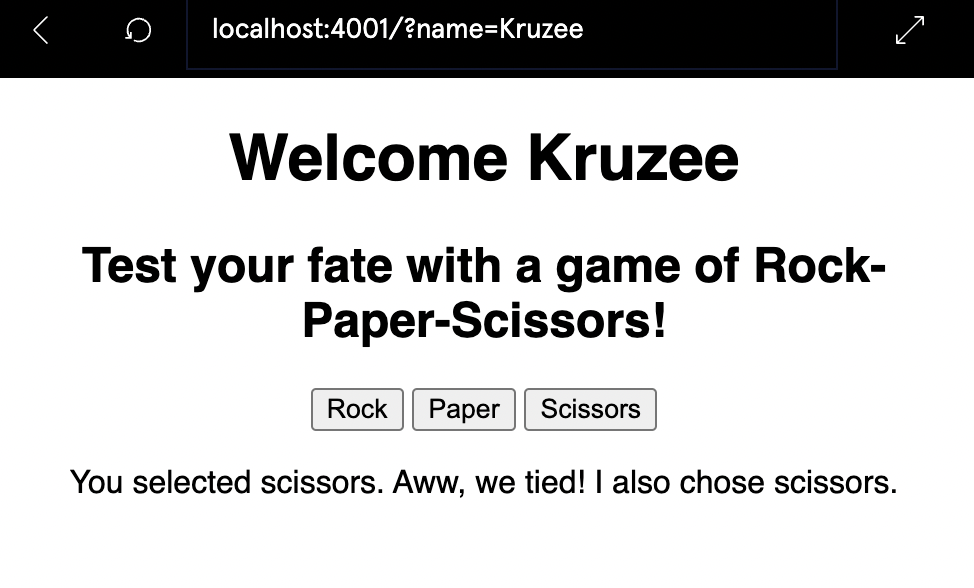 localhost:4001/?name=Kruzee
Welcome Kruzee
Test your fate with a game of Rock-
Paper-Scissors!
Rock Paper Scissors
You selected scissors. Aww, we tied! I also chose scissors.